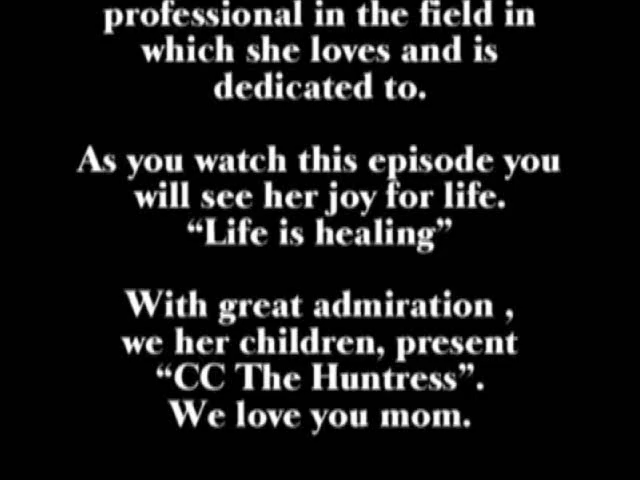 professional in the field in
which she loves and is
dedicated to.
As you watch this episode you
will see her joy for life.
“Life is healing”
With great admiration ,
we her children, present
“CC The Huntress”.
We love you mom.